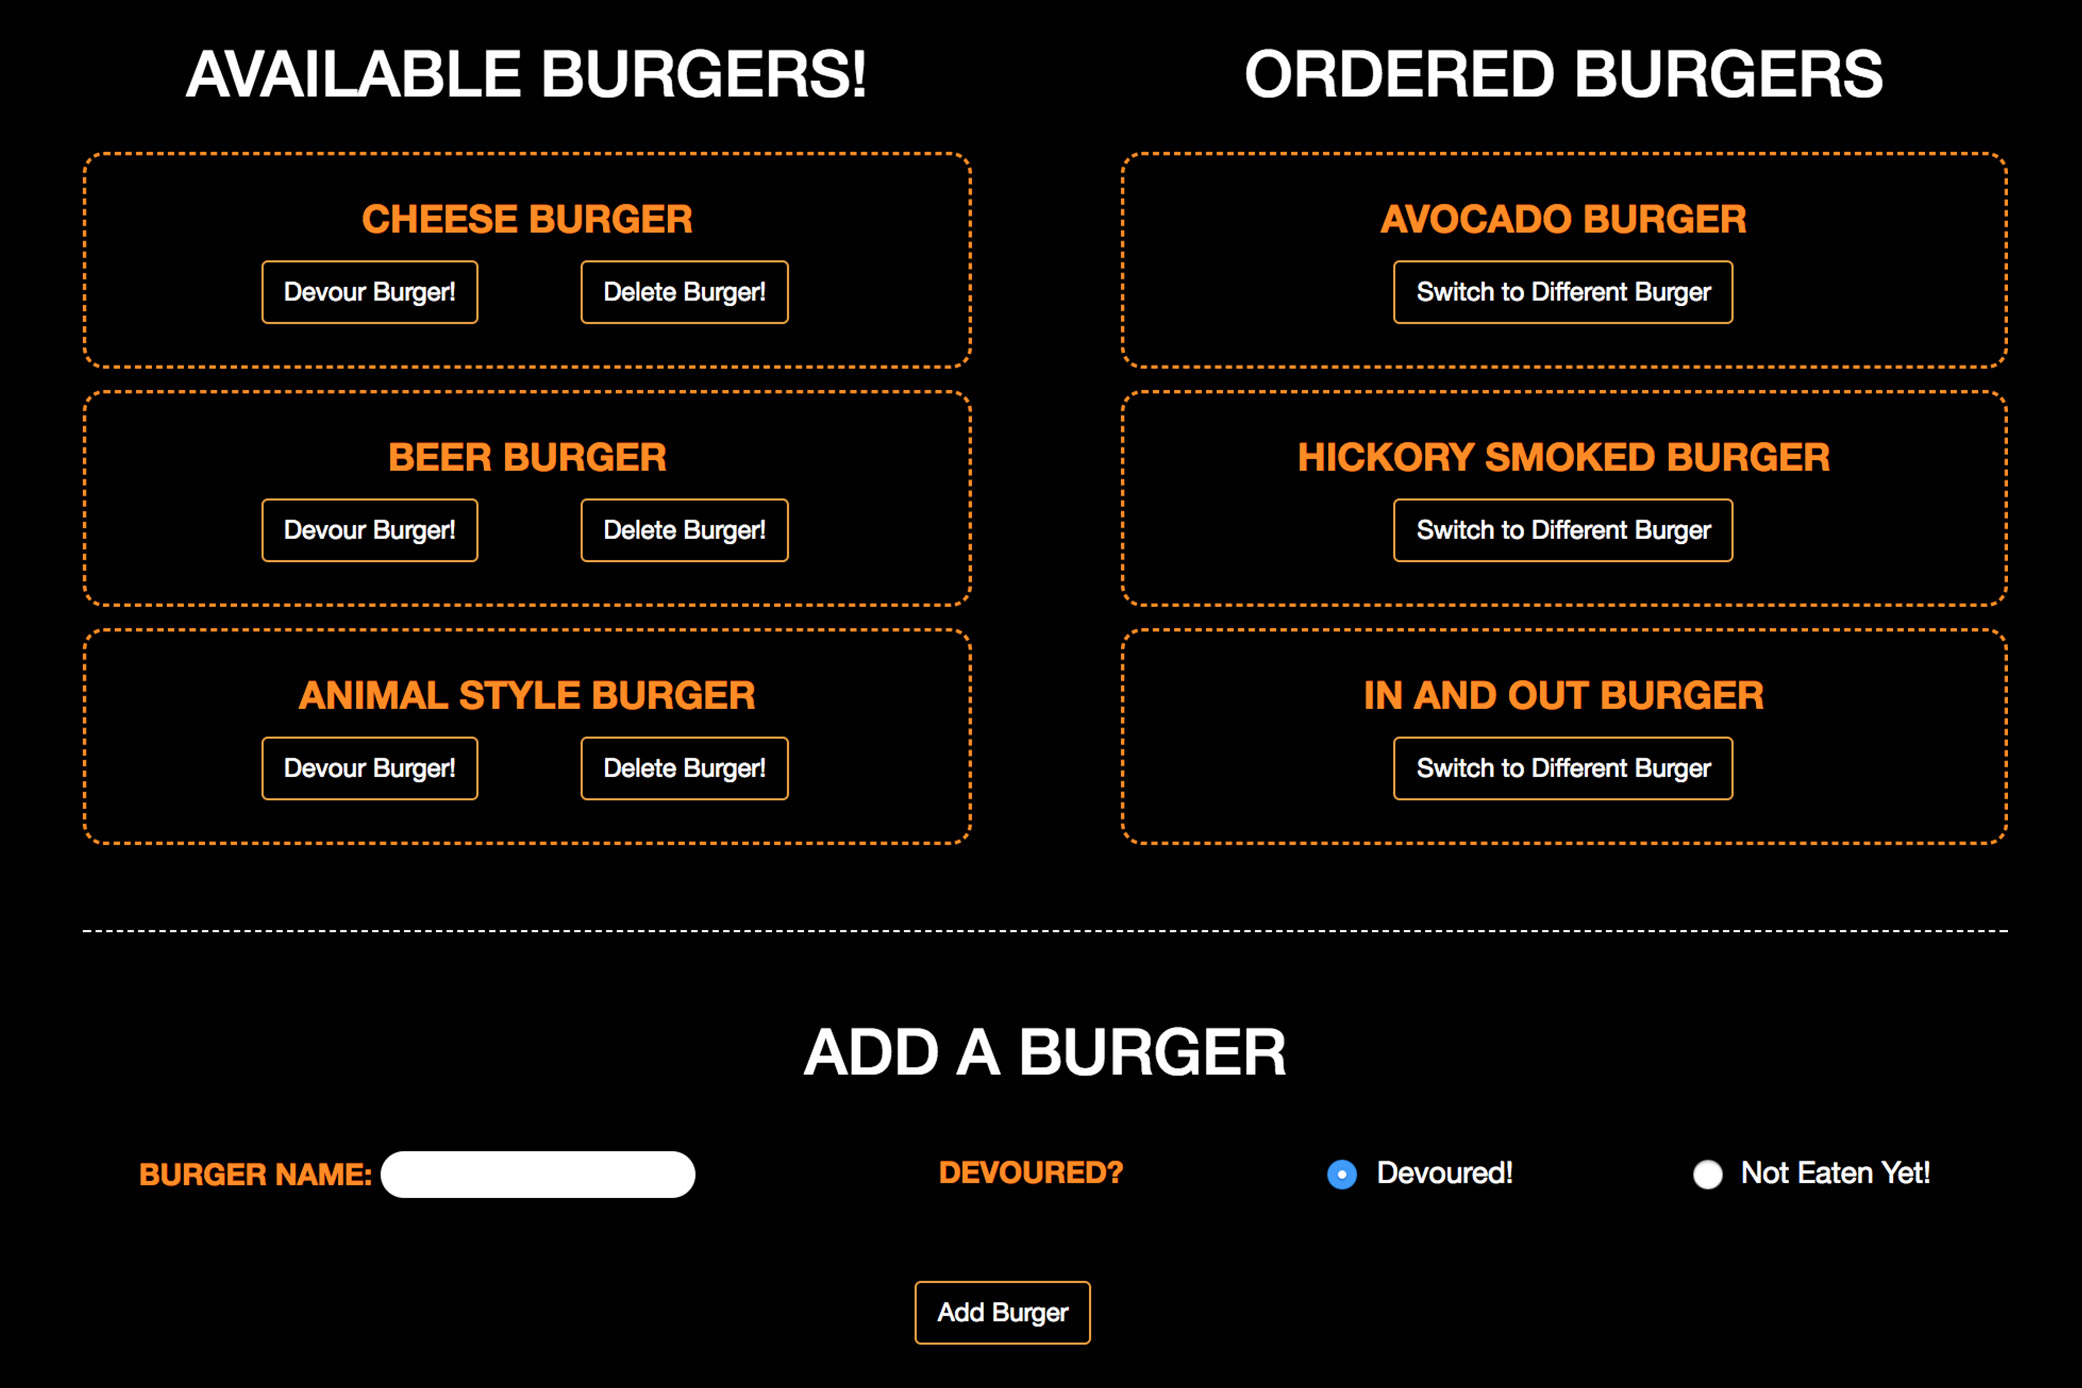 AVAILABLE BURGERS!
CHEESE BURGER
Devour Burger!
Delete Burger!
BEER BURGER
Devour Burger!
Delete Burger!
ANIMAL STYLE BURGER
Devour Burger!
Delete Burger!
ORDERED BURGERS
AVOCADO BURGER
Switch to Different Burger
HICKORY SMOKED BURGER
Switch to Different Burger
IN AND OUT BURGER
Switch to Different Burger
ADD A BURGER
BURGER NAME:
DEVOURED?
Devoured!
Not Eaten Yet!
Add Burger